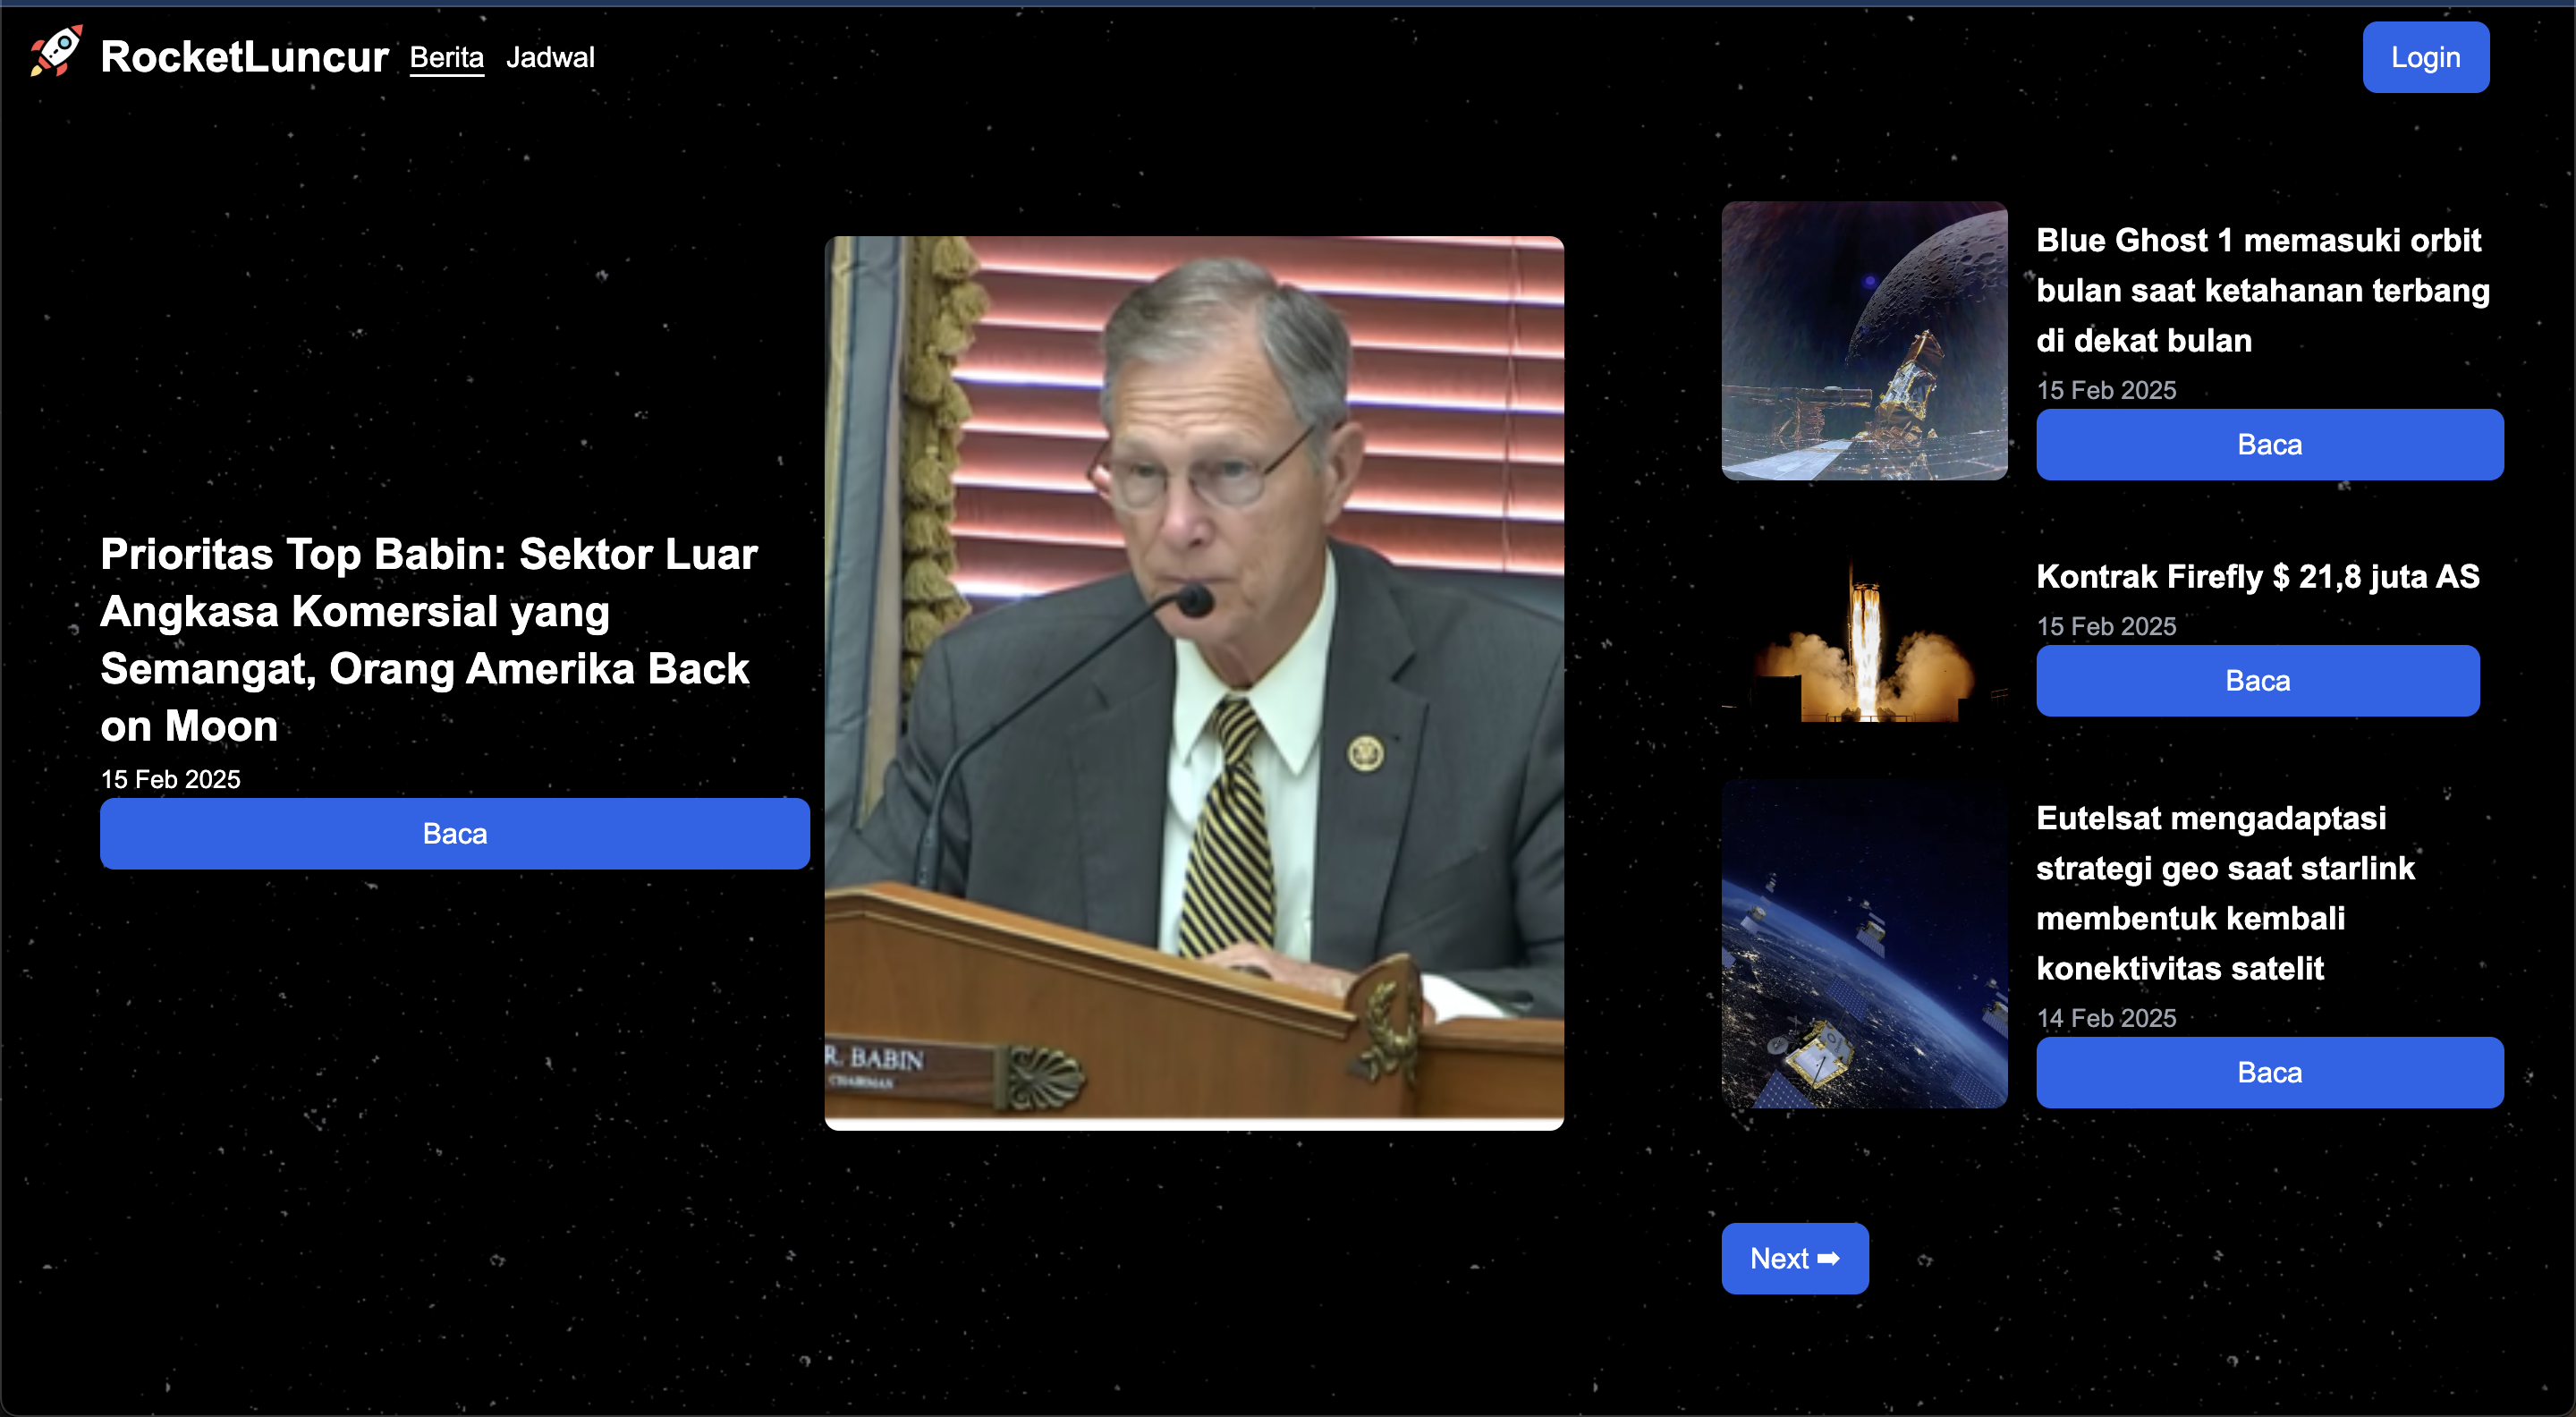 RocketLuncur
Berita
Jadwal
Login
Prioritas Top Babin: Sektor Luar
Angkasa Komersial yang
Semangat, Orang Amerika Back
on Moon
15 Feb 2025
Baca
R. BABIN
CHAIRMAN
Blue Ghost 1 memasuki orbit
bulan saat ketahanan terbang
di dekat bulan
15 Feb 2025
Baca
Kontrak Firefly $ 21,8 juta AS
15 Feb 2025
Baca
Eutelsat mengadaptasi
strategi geo saat starlink
membentuk kembali
konektivitas satelit
14 Feb 2025
Baca
Next ➡